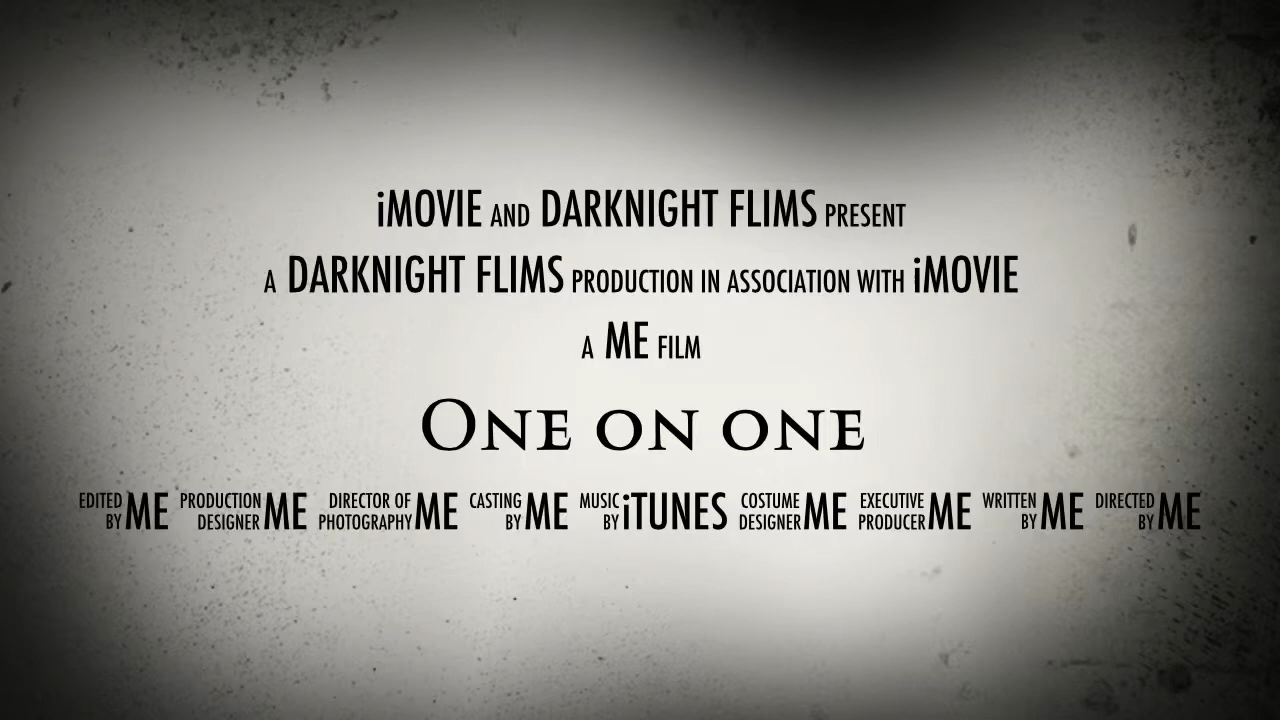 iMOVIE AND DARKNIGHT FLIMS PRESENT
A DARKNIGHT FLIMS PRODUCTION IN ASSOCIATION WITH iMOVIE
A ME FILM
ONE ON ONE
EDITED BY ME PRODUCTION DESIGNER ME DIRECTOR OF PHOTOGRAPHY ME CASTING BY ME MUSIC BY iTUNES COSTUME DESIGNER ME EXECUTIVE PRODUCER ME WRITTEN BY ME DIRECTED BY ME